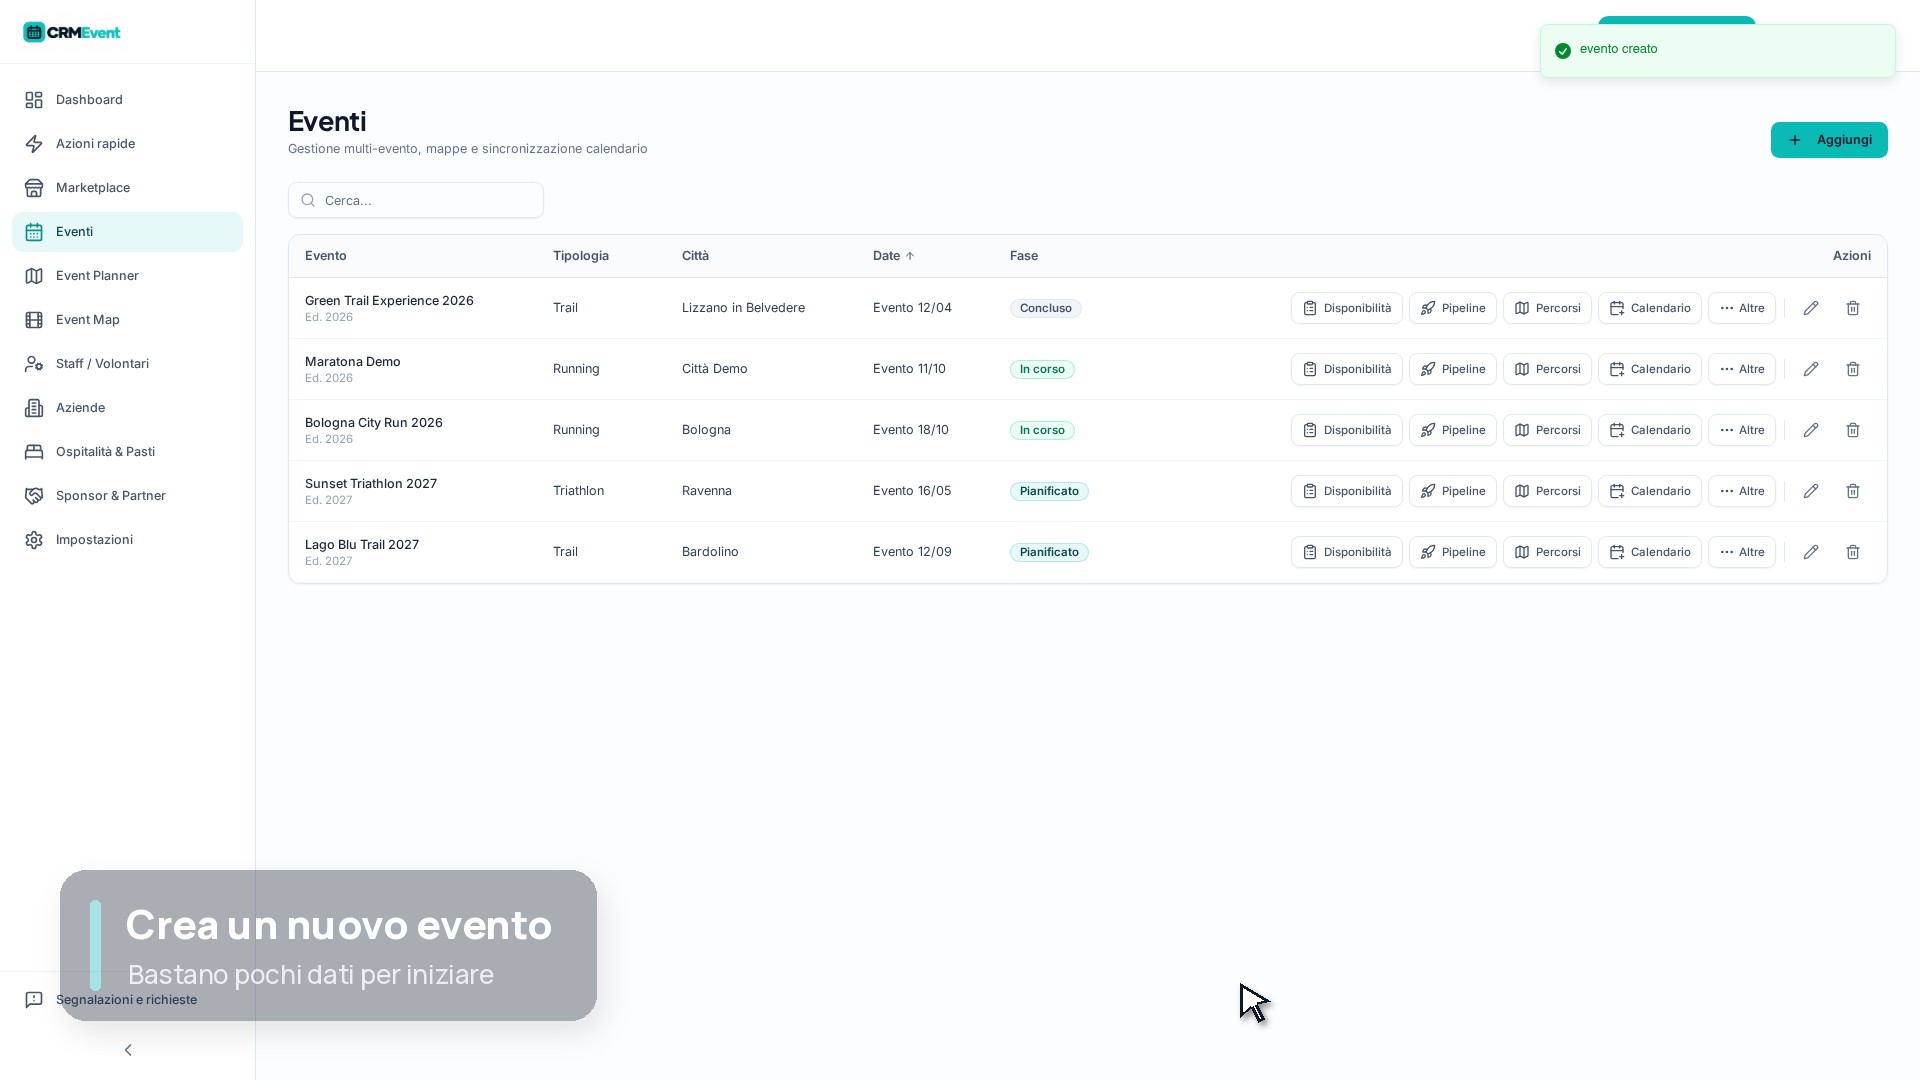 CRMEvent
evento creato
Dashboard
Azioni rapide
Marketplace
Eventi
Event Planner
Event Map
Staff / Volontari
Aziende
Ospitalità & Pasti
Sponsor & Partner
Impostazioni
Eventi
Gestione multi-evento, mappe e sincronizzazione calendario
Aggiungi
Cerca...
Evento Tipologia Città Date Fase Azioni
Green Trail Experience 2026 Trail Lizzano in Belvedere Evento 12/04 Concluso Disponibilità Pipeline Percorsi Calendario Altre
Ed. 2026
Maratona Demo Running Città Demo Evento 11/10 In corso Disponibilità Pipeline Percorsi Calendario Altre
Ed. 2026
Bologna City Run 2026 Running Bologna Evento 18/10 In corso Disponibilità Pipeline Percorsi Calendario Altre
Ed. 2026
Sunset Triathlon 2027 Triathlon Ravenna Evento 16/05 Pianificato Disponibilità Pipeline Percorsi Calendario Altre
Ed. 2027
Lago Blu Trail 2027 Trail Bardolino Evento 12/09 Pianificato Disponibilità Pipeline Percorsi Calendario Altre
Ed. 2027
Crea un nuovo evento
Bastano pochi dati per iniziare
Segnalazioni e richieste